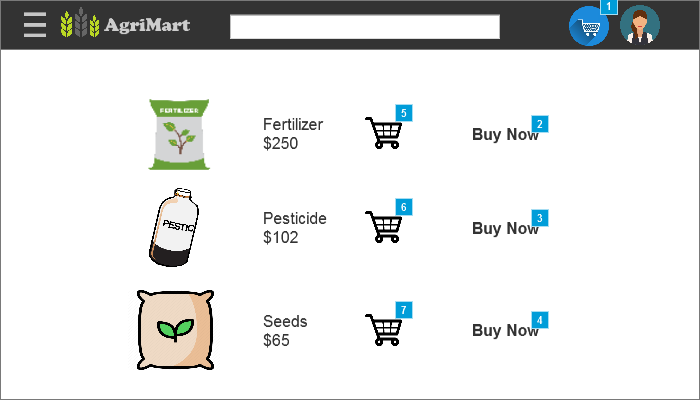 1
AgriMart
FERTILIZER
Fertilizer
$250
5
Buy Now
2
PESTIC
Pesticide
$102
6
Buy Now
3
Seeds
$65
7
Buy Now
4